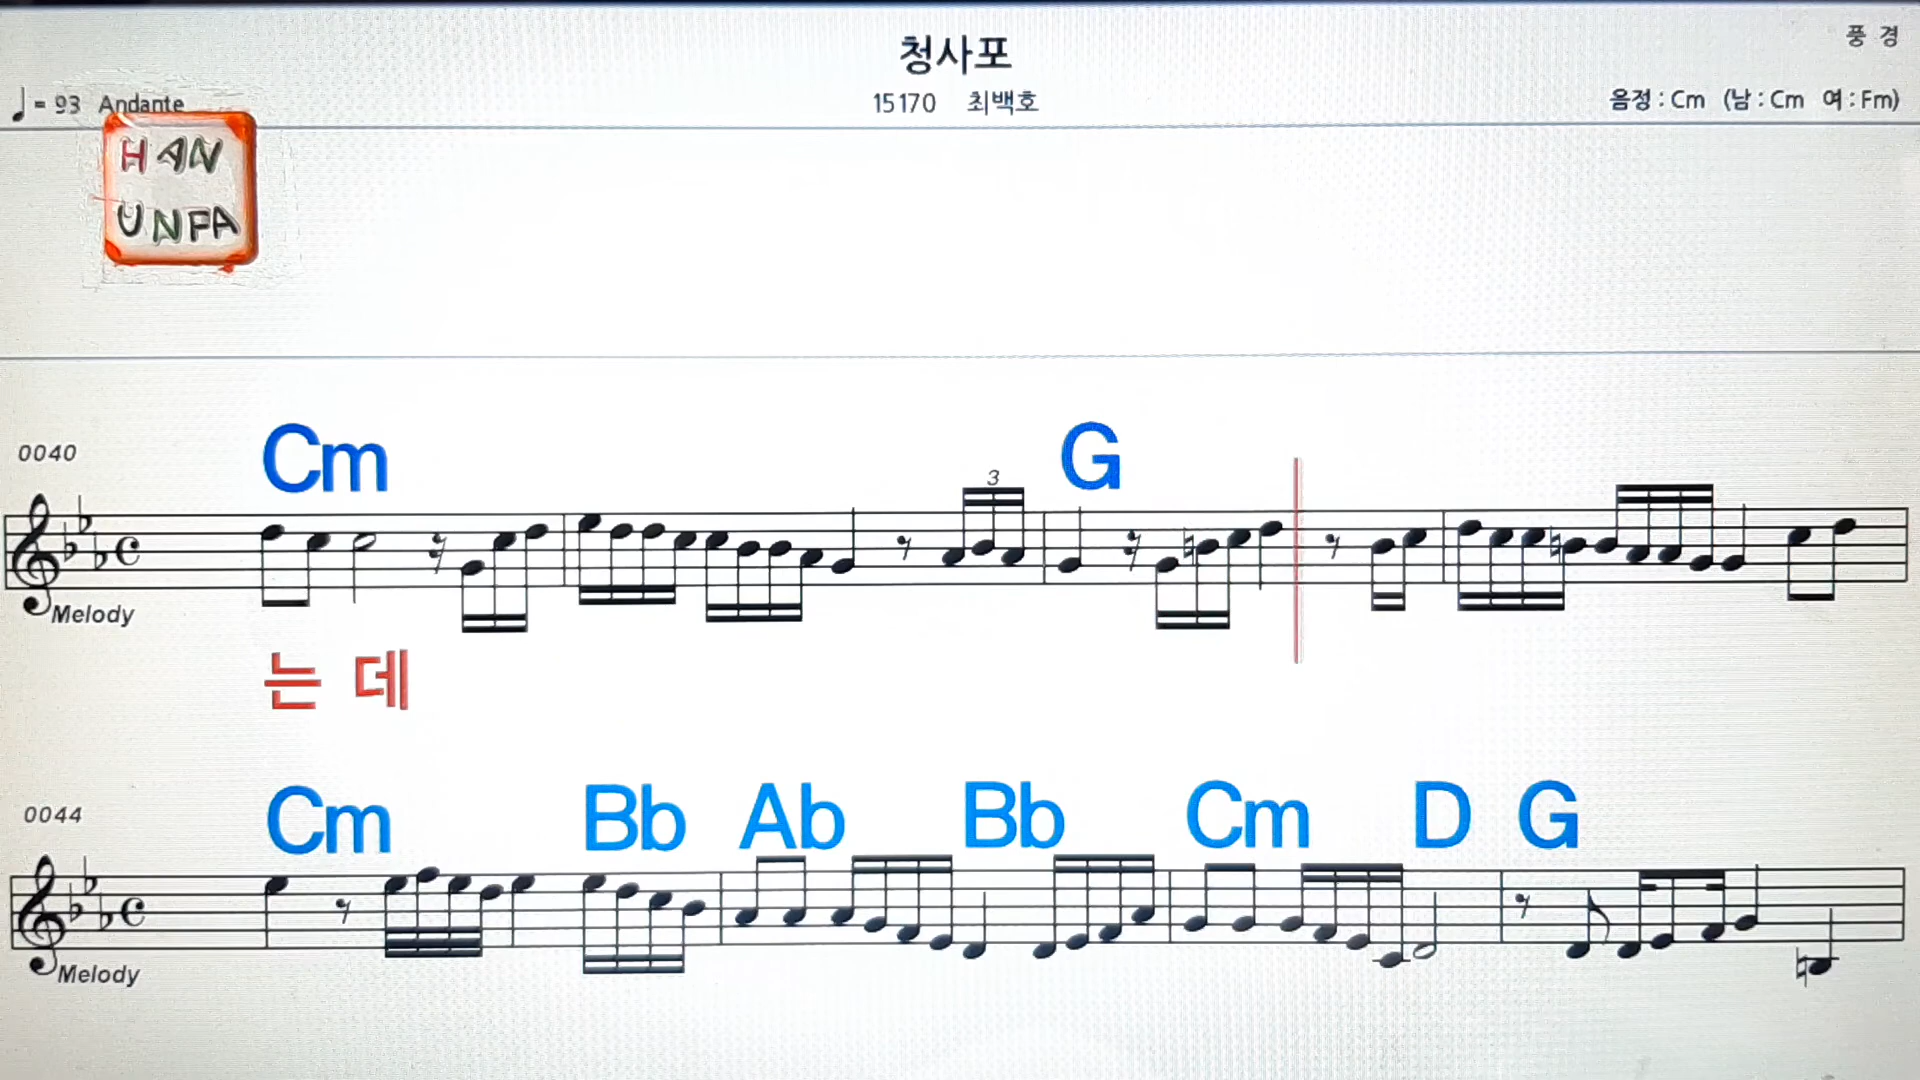 풍 경
청사포
♩ = 93 Andante
15170 최백호
음정 : Cm (남 : Cm 여 : Fm)
HAN
UNFA
Cm G
0040
3
Melody
는 데
Cm Bb Ab Bb Cm D G
0044
Melody